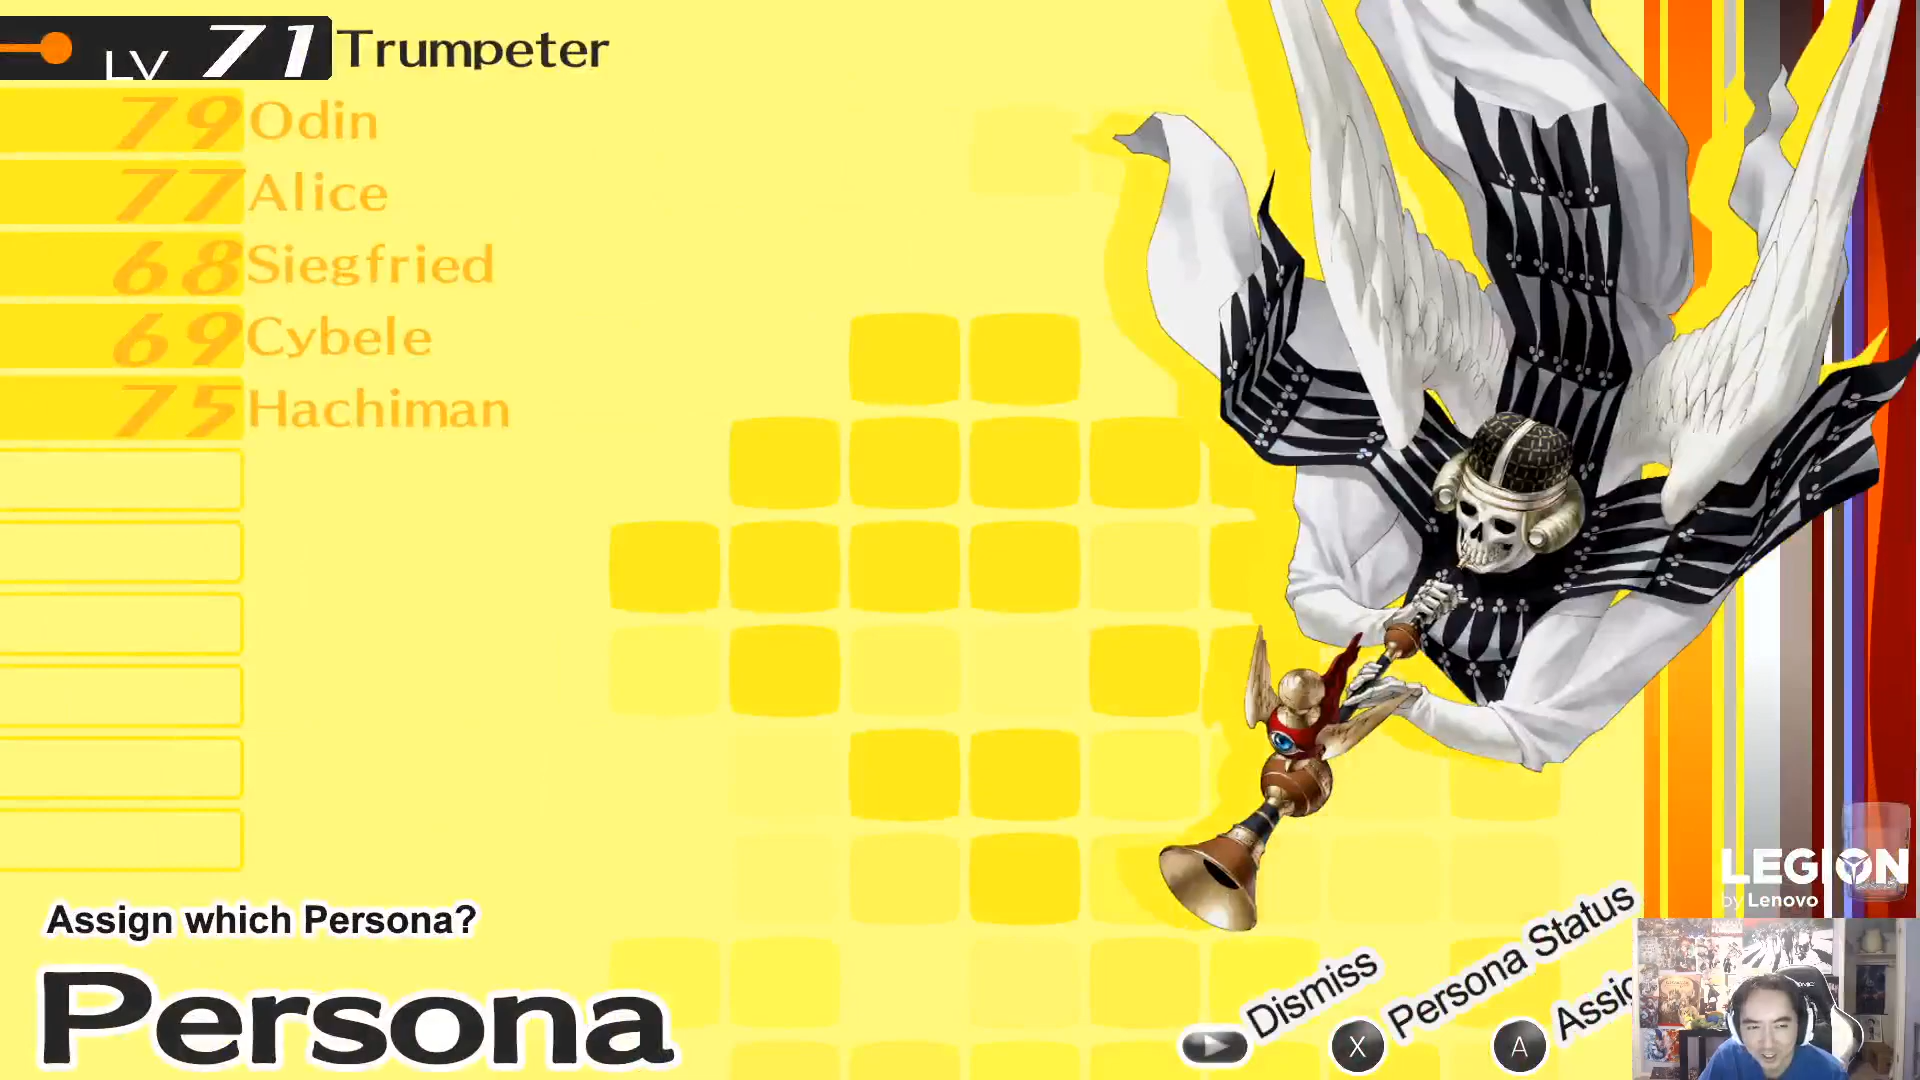 LV 71 Trumpeter
79 Odin
77 Alice
68 Siegfried
69 Cybele
75 Hachiman
Assign which Persona?
Persona
Dismiss
X Persona Status
A Assig
LEGION
by Lenovo